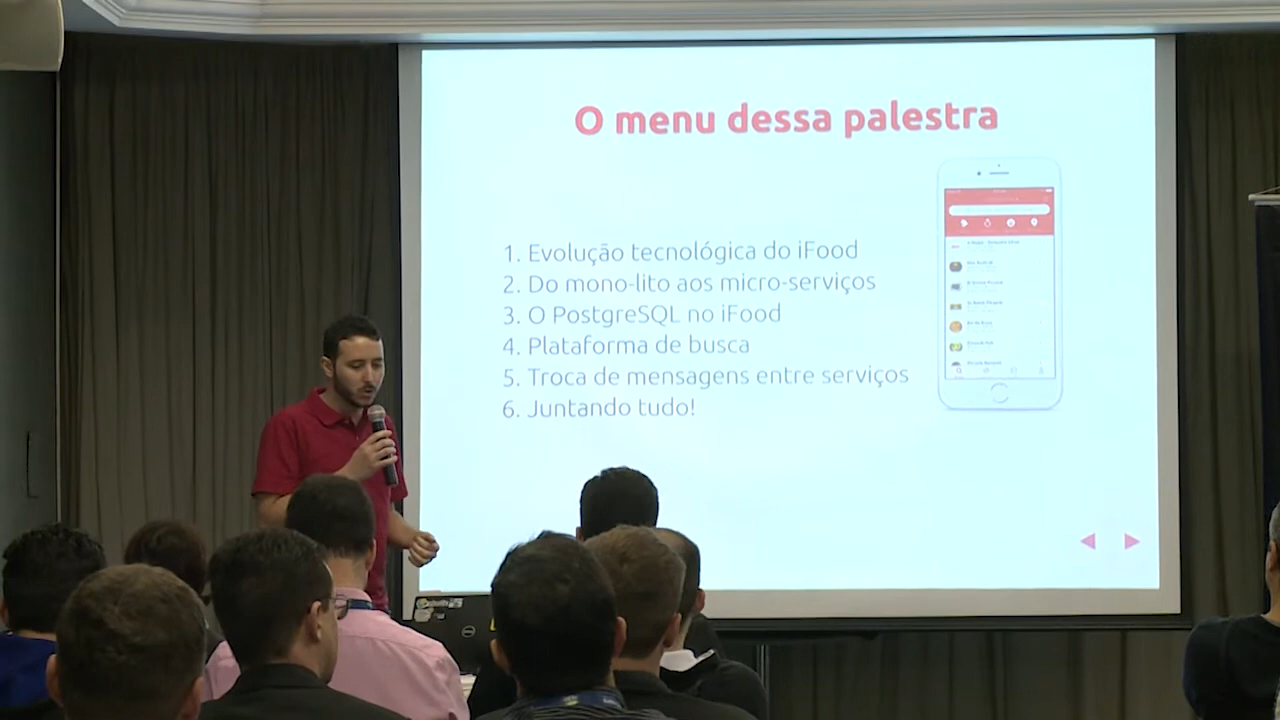 O menu dessa palestra
1. Evolução tecnológica do iFood
2. Do mono-lito aos micro-serviços
3. O PostgreSQL no iFood
4. Plataforma de busca
5. Troca de mensagens entre serviços
6. Juntando tudo!
DELL